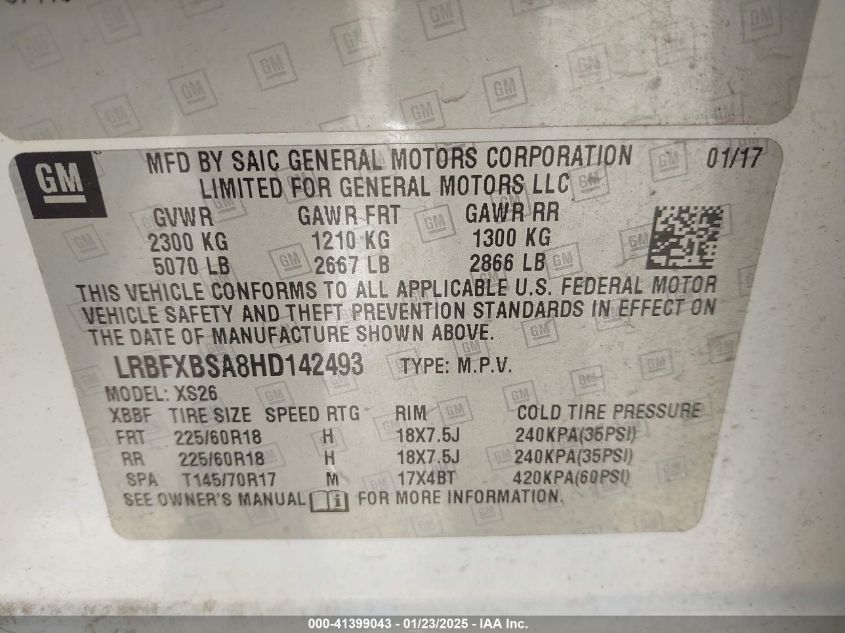 GM
MFD BY SAIC GENERAL MOTORS CORPORATION 01/17
LIMITED FOR GENERAL MOTORS LLC
GVWR GAWR FRT GAWR RR
2300 KG 1210 KG 1300 KG
5070 LB 2667 LB 2866 LB
THIS VEHICLE CONFORMS TO ALL APPLICABLE U.S. FEDERAL MOTOR
VEHICLE SAFETY AND THEFT PREVENTION STANDARDS IN EFFECT ON
THE DATE OF MANUFACTURE SHOWN ABOVE.
LRBFXBSA8HD142493 TYPE: M.P.V.
MODEL: XS26
XBBF TIRE SIZE SPEED RTG RIM COLD TIRE PRESSURE
FRT 225/60R18 H 18X7.5J 240KPA(35PSI)
RR 225/60R18 H 18X7.5J 240KPA(35PSI)
SPA T145/70R17 M 17X4BT 420KPA(60PSI)
SEE OWNER'S MANUAL i FOR MORE INFORMATION.
000-41399043 - 01/23/2025 - IAA Inc.